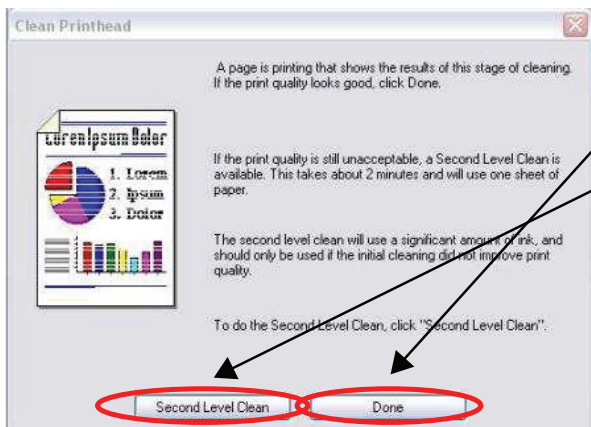 Clean Printhead
A page is printing that shows the results of this stage of cleaning.
If the print quality looks good, click Done.
Lorem Ipsum Dolor
1. Lorem
2. Ipsum
3. Dolor
If the print quality is still unacceptable, a Second Level Clean is
available. This takes about 2 minutes and will use one sheet of
paper.
The second level clean will use a significant amount of ink, and
should only be used if the initial cleaning did not improve print
quality.
To do the Second Level Clean, click "Second Level Clean".
Second Level Clean
Done